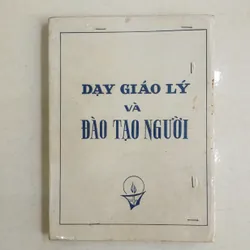 DẠY GIÁO LÝ
VÀ
ĐÀO TẠO NGƯỜI